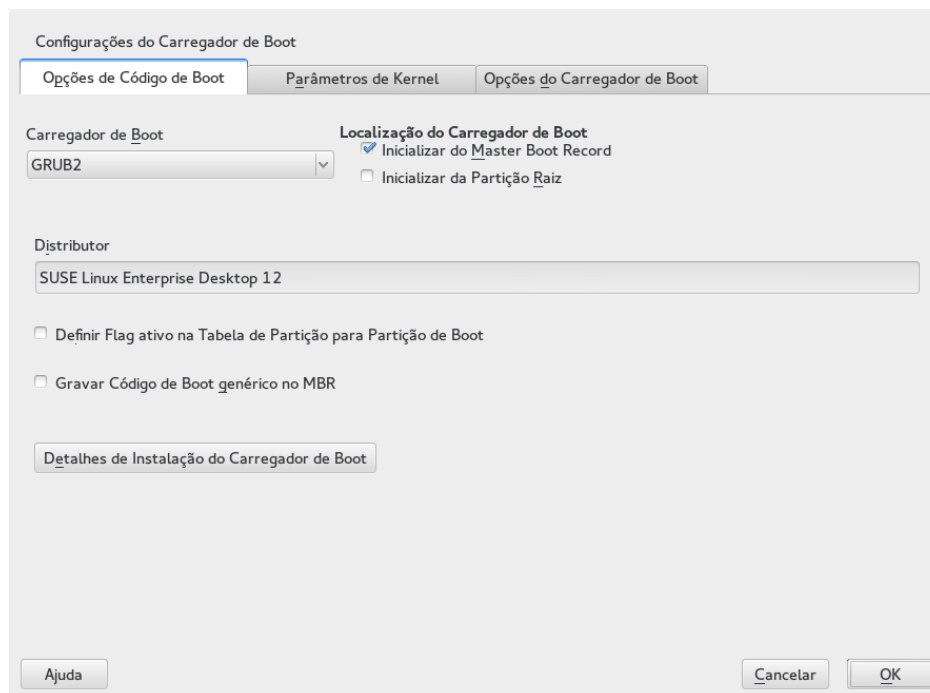 Configurações do Carregador de Boot
Opções de Código de Boot
Parâmetros de Kernel
Opções do Carregador de Boot
Carregador de Boot
GRUB2
Localização do Carregador de Boot
Inicializar do Master Boot Record
Inicializar da Partição Raiz
Distributor
SUSE Linux Enterprise Desktop 12
Definir Flag ativo na Tabela de Partição para Partição de Boot
Gravar Código de Boot genérico no MBR
Detalhes de Instalação do Carregador de Boot
Ajuda
Cancelar
OK